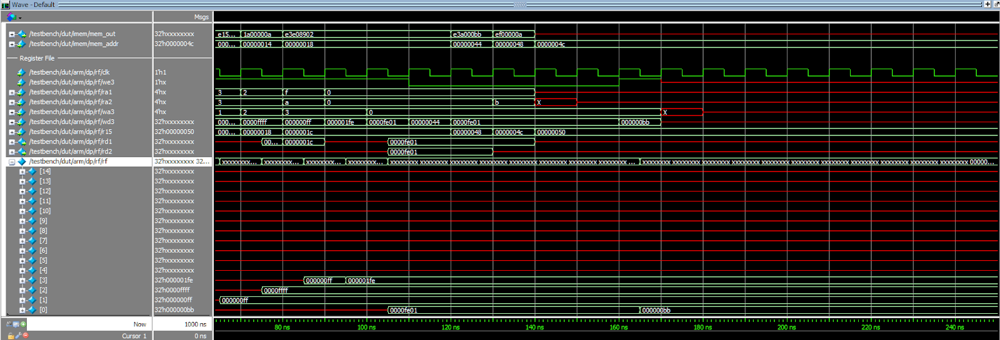 Wave - Default
Msgs
/testbench/dut/imem/mem_out 32'hxxxxxxxx e15... 1a00000a e3e08902 e3a000bb ef00000a
/testbench/dut/imem/mem_addr 32'h0000004c 000... 00000014 00000018 00000044 00000048 0000004c
Register File
/testbench/dut/arm/dp/rf/clk 1'h1
/testbench/dut/arm/dp/rf/we3 1'hx
/testbench/dut/arm/dp/rf/ra1 4'hx 3 2 f 0
/testbench/dut/arm/dp/rf/ra2 4'hx 3 a 0 b X
/testbench/dut/arm/dp/rf/wa3 4'hx 1 2 3 0 X
/testbench/dut/arm/dp/rf/wd3 32'hxxxxxxxx 000... 0000ffff 000000ff 000001fe 0000fe01 00000044 0000fe01 000000bb
/testbench/dut/arm/dp/rf/r15 32'h00000050 000... 00000018 0000001c 00000048 0000004c 00000050
/testbench/dut/arm/dp/rf/rd1 32'hxxxxxxxx 00... 0000001c 0000fe01
/testbench/dut/arm/dp/rf/rd2 32'hxxxxxxxx 0000fe01
/testbench/dut/arm/dp/rf/rf 32'hxxxxxxxx 32... xxxxxxxx... xxxxxxxx... xxxxxxxx... xxxxxxxx... xxxxxxxx xxxxxxxx xxxxxxxx xxxxxxxx xxxxxxxx xxxxxxxx ... xxxxxxxx xxxxxxxx xxxxxxxx xxxxxxxx xxxxxxxx xxxxxxxx xxxxxxxx xxxxxxxx xxxxxxxx xxxxxxxx xxxxxxxx 00000...
[14] 32'hxxxxxxxx
[13] 32'hxxxxxxxx
[12] 32'hxxxxxxxx
[11] 32'hxxxxxxxx
[10] 32'hxxxxxxxx
[9] 32'hxxxxxxxx
[8] 32'hxxxxxxxx
[7] 32'hxxxxxxxx
[6] 32'hxxxxxxxx
[5] 32'hxxxxxxxx
[4] 32'hxxxxxxxx
[3] 32'h000001fe 000000ff 000001fe
[2] 32'h0000ffff 0000ffff
[1] 32'h000000ff 000000ff
[0] 32'h000000bb 0000fe01 000000bb
Now 1000 ns 80 ns 100 ns 120 ns 140 ns 160 ns 180 ns 200 ns 220 ns 240 ns
Cursor 1 0 ns